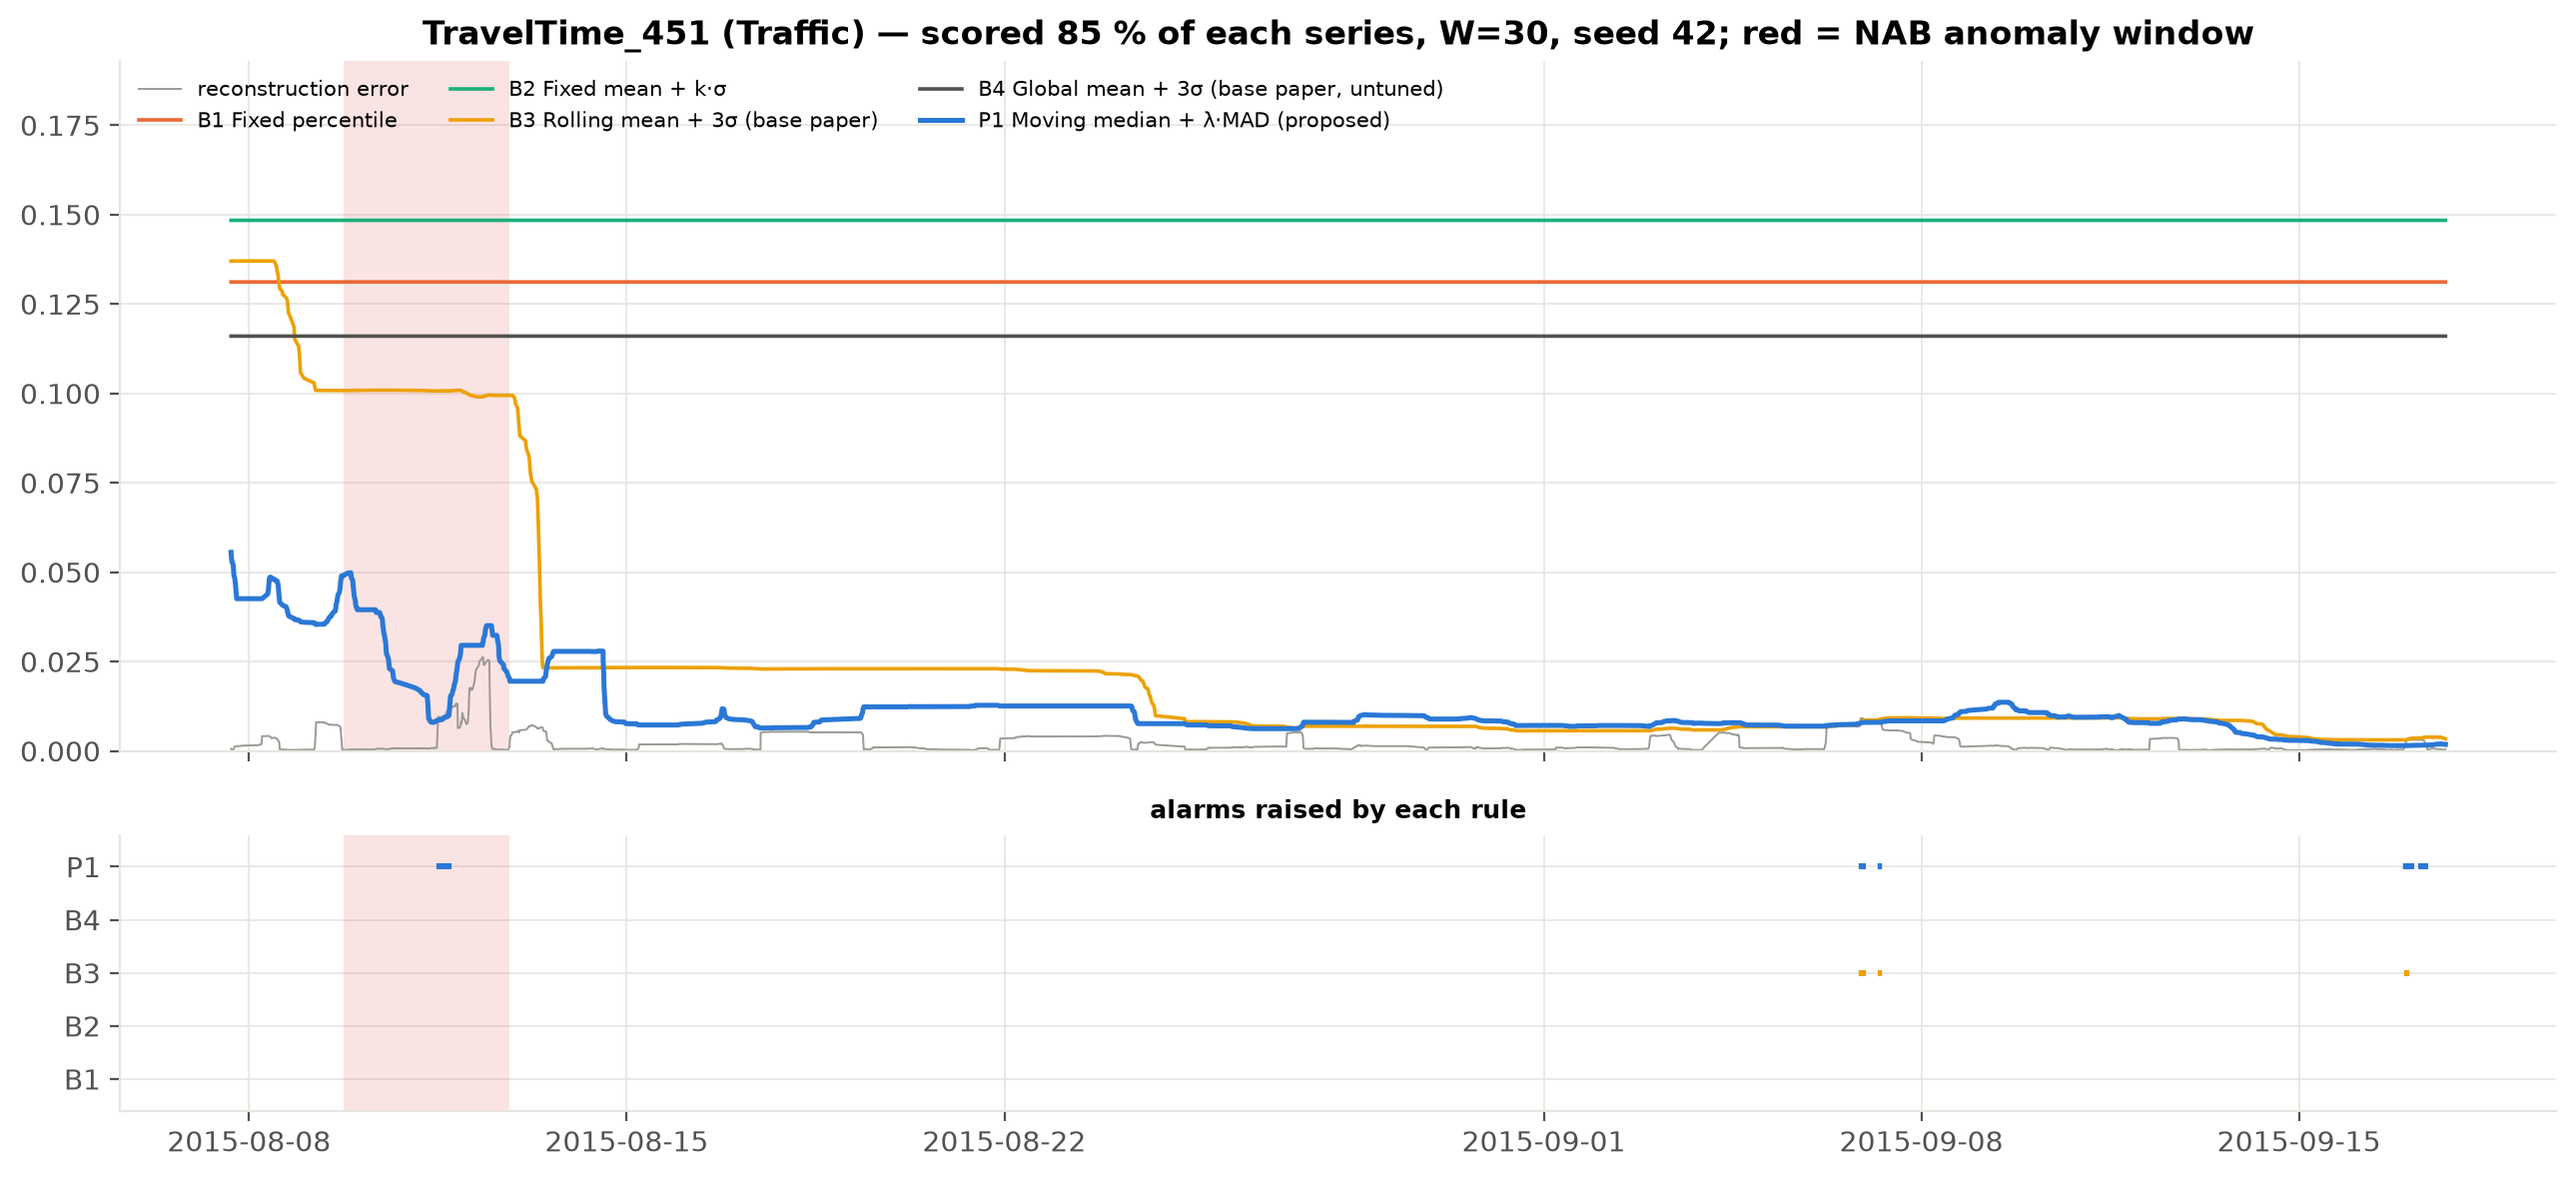 TravelTime_451 (Traffic) — scored 85 % of each series, W=30, seed 42; red = NAB anomaly window
reconstruction error
B1 Fixed percentile
B2 Fixed mean + k·σ
B3 Rolling mean + 3σ (base paper)
B4 Global mean + 3σ (base paper, untuned)
P1 Moving median + λ·MAD (proposed)
0.175
0.150
0.125
0.100
0.075
0.050
0.025
0.000
alarms raised by each rule
P1
B4
B3
B2
B1
2015-08-08
2015-08-15
2015-08-22
2015-09-01
2015-09-08
2015-09-15